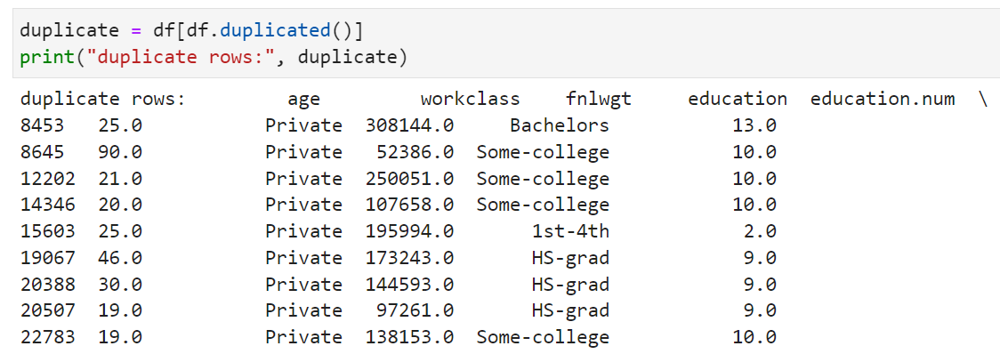 duplicate = df[df.duplicated()]
print("duplicate rows:", duplicate)
duplicate rows: age workclass fnlwgt education education.num \
8453 25.0 Private 308144.0 Bachelors 13.0
8645 90.0 Private 52386.0 Some-college 10.0
12202 21.0 Private 250051.0 Some-college 10.0
14346 20.0 Private 107658.0 Some-college 10.0
15603 25.0 Private 195994.0 1st-4th 2.0
19067 46.0 Private 173243.0 HS-grad 9.0
20388 30.0 Private 144593.0 HS-grad 9.0
20507 19.0 Private 97261.0 HS-grad 9.0
22783 19.0 Private 138153.0 Some-college 10.0